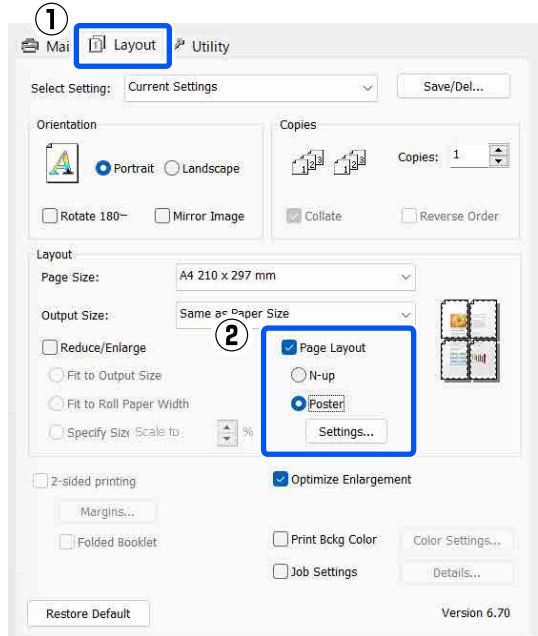 ①
Mai Layout Utility
Select Setting: Current Settings Save/Del...
Orientation Copies
Portrait Landscape Copies: 1
Rotate 180° Mirror Image Collate Reverse Order
Layout
Page Size: A4 210 x 297 mm
Output Size: Same as Paper Size
②
Reduce/Enlarge Page Layout
Fit to Output Size N-up
Fit to Roll Paper Width Poster
Specify Size Scale to % Settings...
2-sided printing Optimize Enlargement
Margins...
Folded Booklet Print Bckg Color Color Settings...
Job Settings Details...
Restore Default Version 6.70